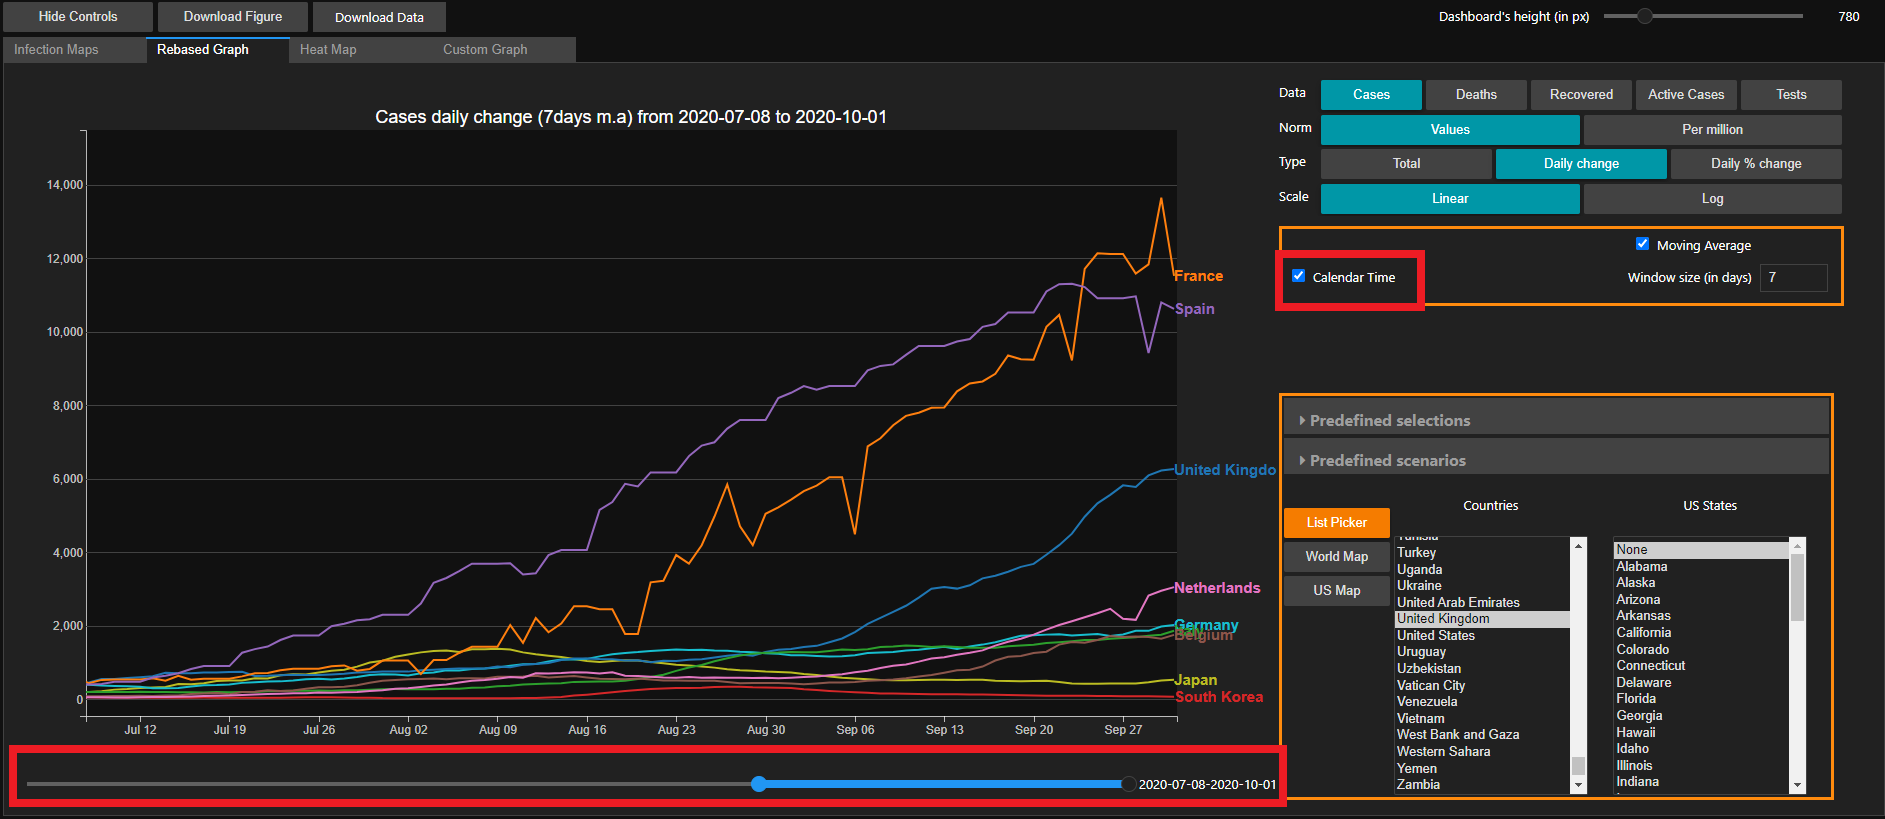 Hide Controls
Download Figure
Download Data
Dashboard's height (in px)
780
Infection Maps
Rebased Graph
Heat Map
Custom Graph
Cases daily change (7days m.a) from 2020-07-08 to 2020-10-01
14,000
12,000
10,000
8,000
6,000
4,000
2,000
0
France
Spain
United Kingdo
Netherlands
Germany
Belgium
Japan
South Korea
Jul 12
Jul 19
Jul 26
Aug 02
Aug 09
Aug 16
Aug 23
Aug 30
Sep 06
Sep 13
Sep 20
Sep 27
2020-07-08-2020-10-01
Data
Cases
Deaths
Recovered
Active Cases
Tests
Norm
Values
Per million
Type
Total
Daily change
Daily % change
Scale
Linear
Log
Moving Average
Calendar Time
Window size (in days)
7
Predefined selections
Predefined scenarios
List Picker
World Map
US Map
Countries
Tunisia
Turkey
Uganda
Ukraine
United Arab Emirates
United Kingdom
United States
Uruguay
Uzbekistan
Vatican City
Venezuela
Vietnam
West Bank and Gaza
Western Sahara
Yemen
Zambia
US States
None
Alabama
Alaska
Arizona
Arkansas
California
Colorado
Connecticut
Delaware
Florida
Georgia
Hawaii
Idaho
Illinois
Indiana